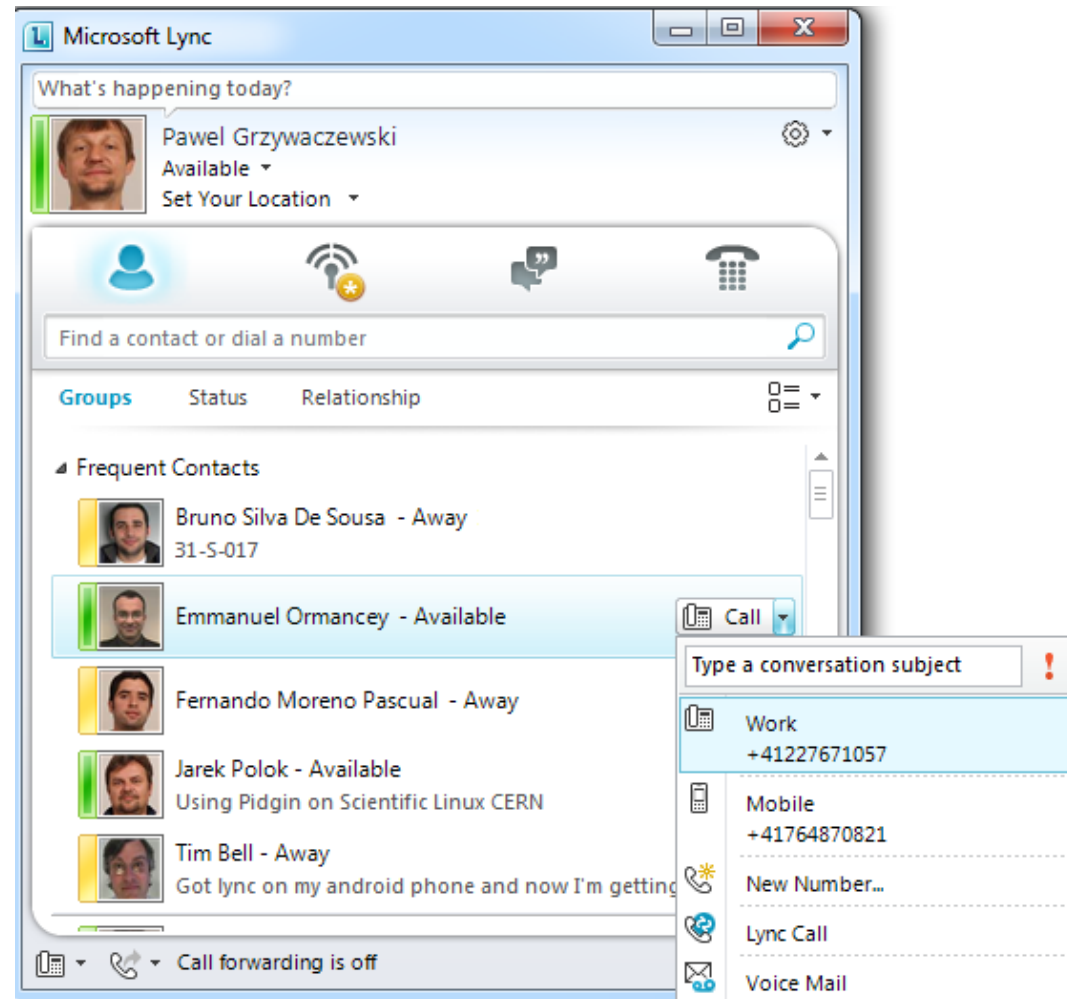 Microsoft Lync
What's happening today?
Pawel Grzywaczewski
Available
Set Your Location
Find a contact or dial a number
Groups Status Relationship
Frequent Contacts
Bruno Silva De Sousa - Away
31-S-017
Emmanuel Ormancey - Available
Call
Type a conversation subject
Fernando Moreno Pascual - Away
Work
+41227671057
Jarek Polok - Available
Using Pidgin on Scientific Linux CERN
Mobile
+41764870821
Tim Bell - Away
Got lync on my android phone and now I'm getting
New Number...
Lync Call
Call forwarding is off
Voice Mail